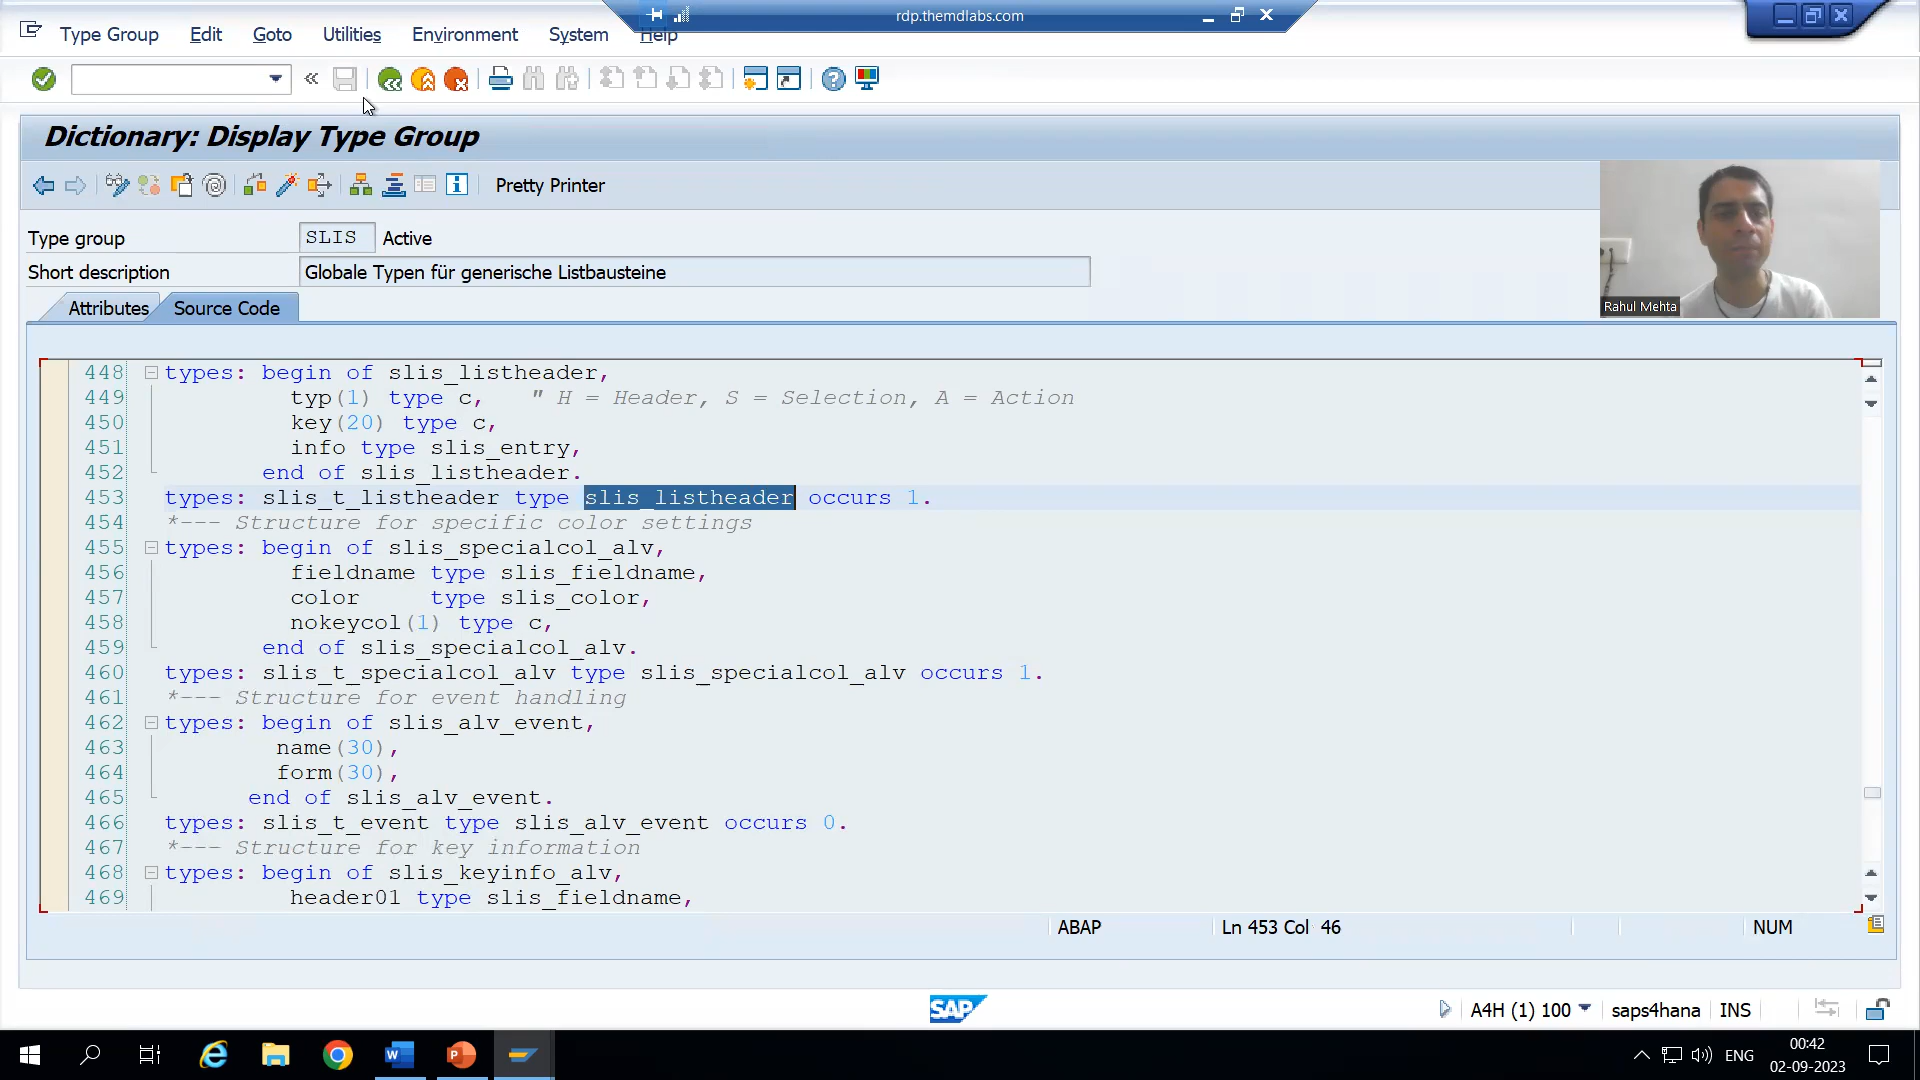 rdp.themdlabs.com
Type Group Edit Goto Utilities Environment System Help
Dictionary: Display Type Group
Pretty Printer
Type group SLIS Active
Short description Globale Typen für generische Listbausteine
Attributes Source Code
Rahul Mehta
448 types: begin of slis_listheader,
449 typ(1) type c, " H = Header, S = Selection, A = Action
450 key(20) type c,
451 info type slis_entry,
452 end of slis_listheader.
453 types: slis_t_listheader type slis_listheader occurs 1.
454 *--- Structure for specific color settings
455 types: begin of slis_specialcol_alv,
456 fieldname type slis_fieldname,
457 color type slis_color,
458 nokeycol(1) type c,
459 end of slis_specialcol_alv.
460 types: slis_t_specialcol_alv type slis_specialcol_alv occurs 1.
461 *--- Structure for event handling
462 types: begin of slis_alv_event,
463 name(30),
464 form(30),
465 end of slis_alv_event.
466 types: slis_t_event type slis_alv_event occurs 0.
467 *--- Structure for key information
468 types: begin of slis_keyinfo_alv,
469 header01 type slis_fieldname,
ABAP Ln 453 Col 46 NUM
SAP A4H (1) 100 saps4hana INS
ENG 00:42
02-09-2023